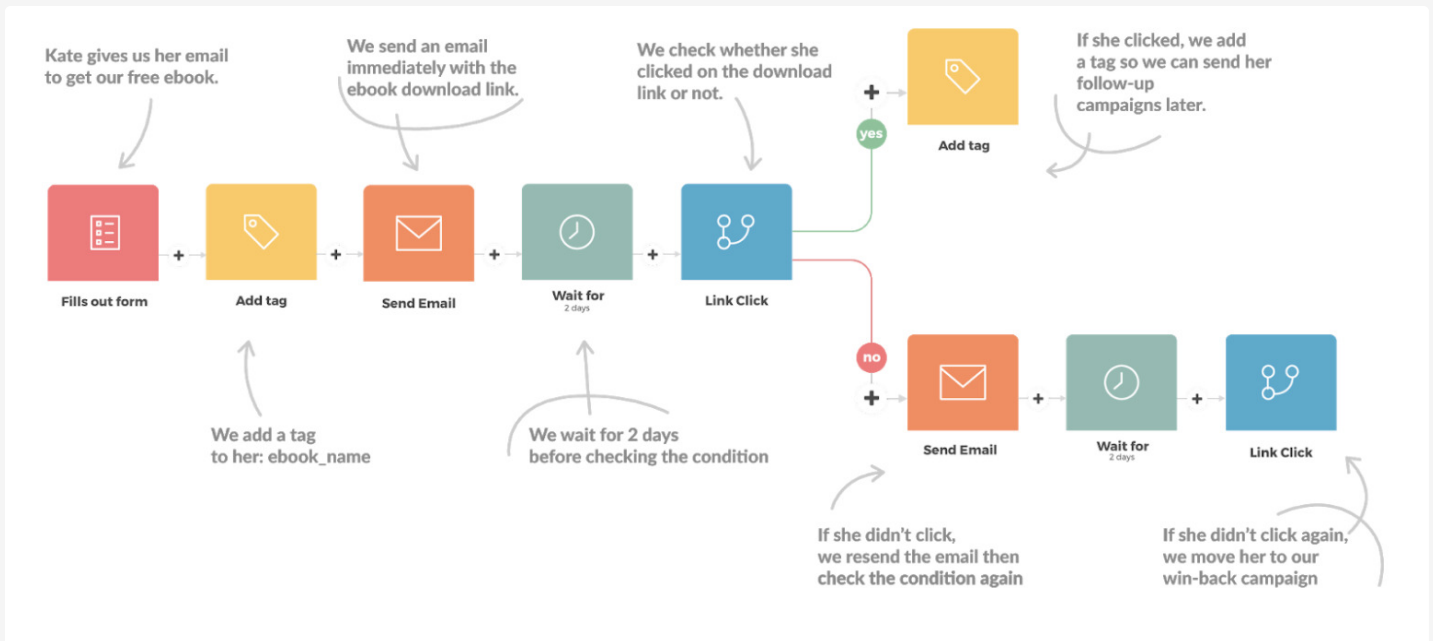 Kate gives us her email
to get our free ebook.
We send an email
immediately with the
ebook download link.
We check whether she
clicked on the download
link or not.
If she clicked, we add
a tag so we can send her
follow-up
campaigns later.
yes
Add tag
Fills out form
Add tag
Send Email
Wait for
2 days
Link Click
no
We add a tag
to her: ebook_name
We wait for 2 days
before checking the condition
Send Email
Wait for
2 days
Link Click
If she didn't click,
we resend the email then
check the condition again
If she didn't click again,
we move her to our
win-back campaign